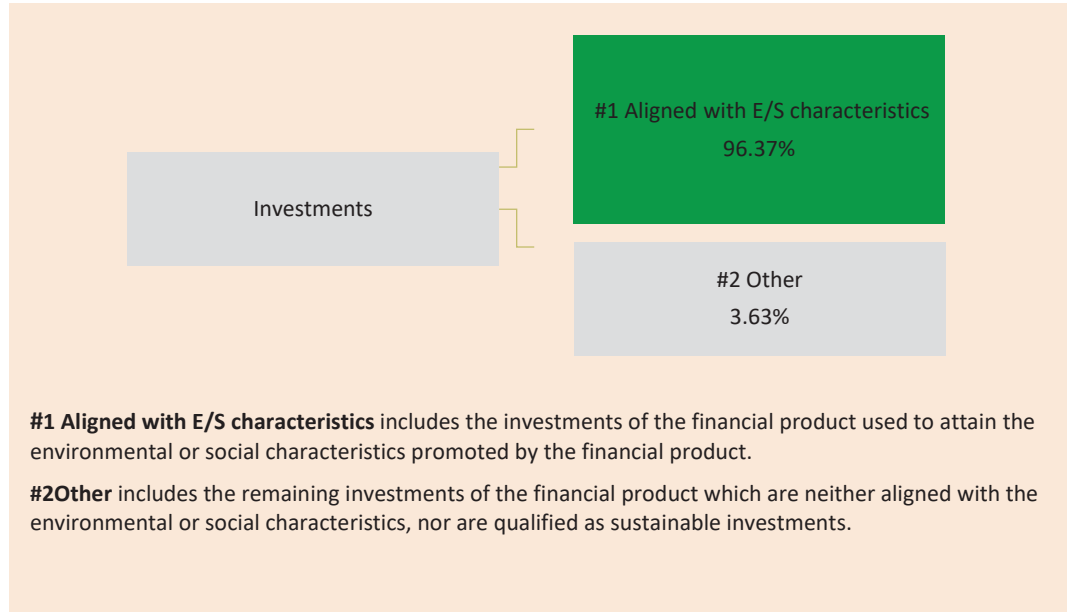 #1 Aligned with E/S characteristics
96.37%
Investments
#2 Other
3.63%
#1 Aligned with E/S characteristics includes the investments of the financial product used to attain the
environmental or social characteristics promoted by the financial product.
#2Other includes the remaining investments of the financial product which are neither aligned with the
environmental or social characteristics, nor are qualified as sustainable investments.